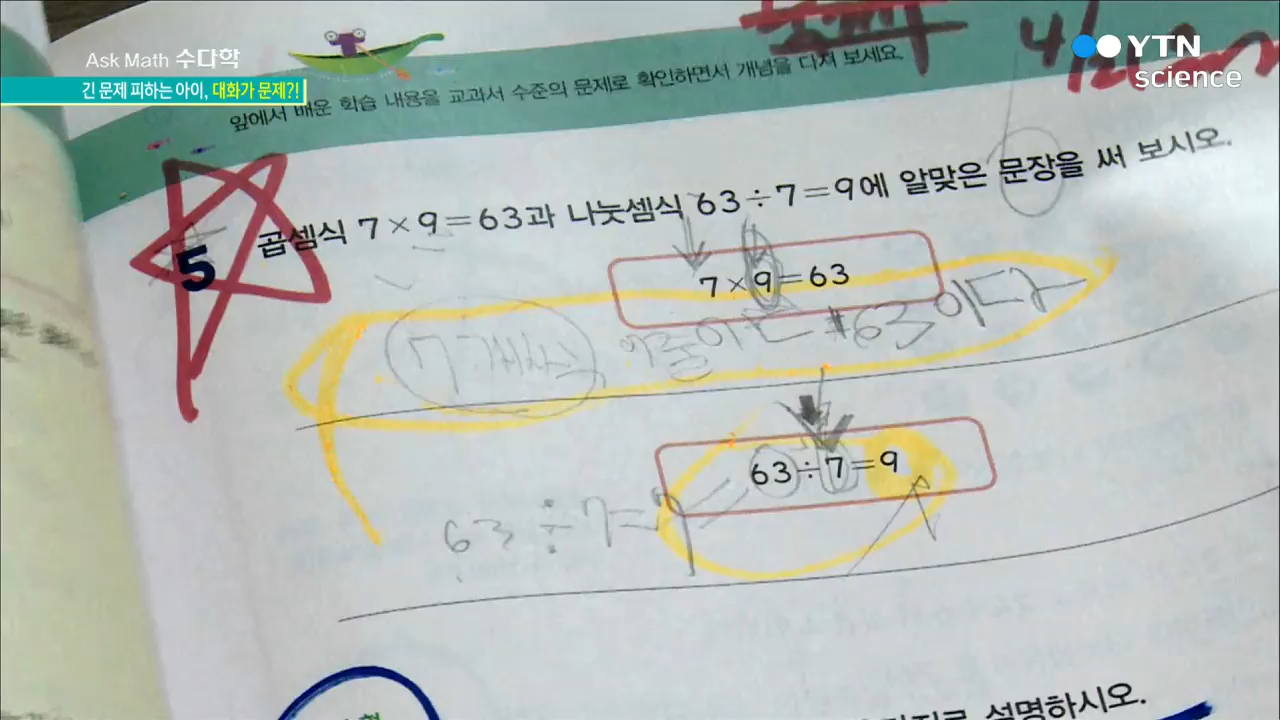 Ask Math 수다학
YTN
science
긴 문제 피하는 아이, 대화가 문제?!
4/2
앞에서 배운 학습 내용을 교과서 수준의 문제로 확인하면서 개념을 다져 보세요.
5 곱셈식 7×9=63과 나눗셈식 63÷7=9에 알맞은 문장을 써 보시오.
7×9=63
7개씩 63이다
63÷7=9
63÷7=9
설명하시오.